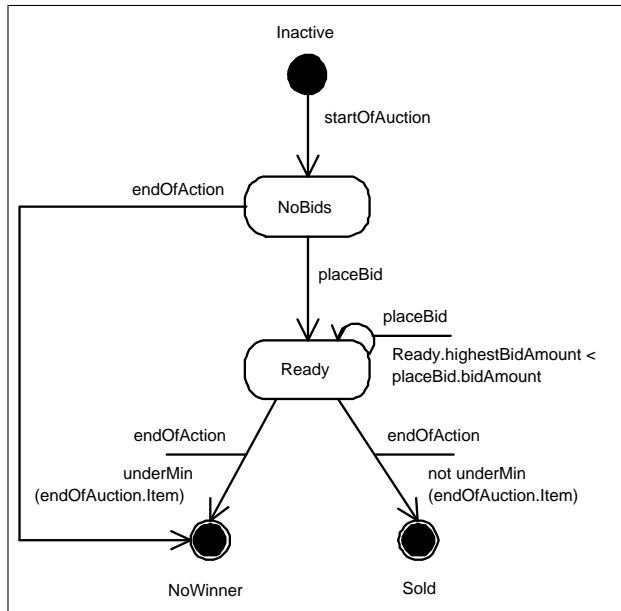 Inactive
startOfAuction
endOfAction
NoBids
placeBid
placeBid
Ready.highestBidAmount <
placeBid.bidAmount
Ready
endOfAction
underMin
(endOfAuction.Item)
endOfAction
not underMin
(endOfAuction.Item)
NoWinner
Sold